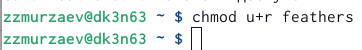 zzmurzaev@dk3n63 ~ $ chmod u+r feathers
zzmurzaev@dk3n63 ~ $